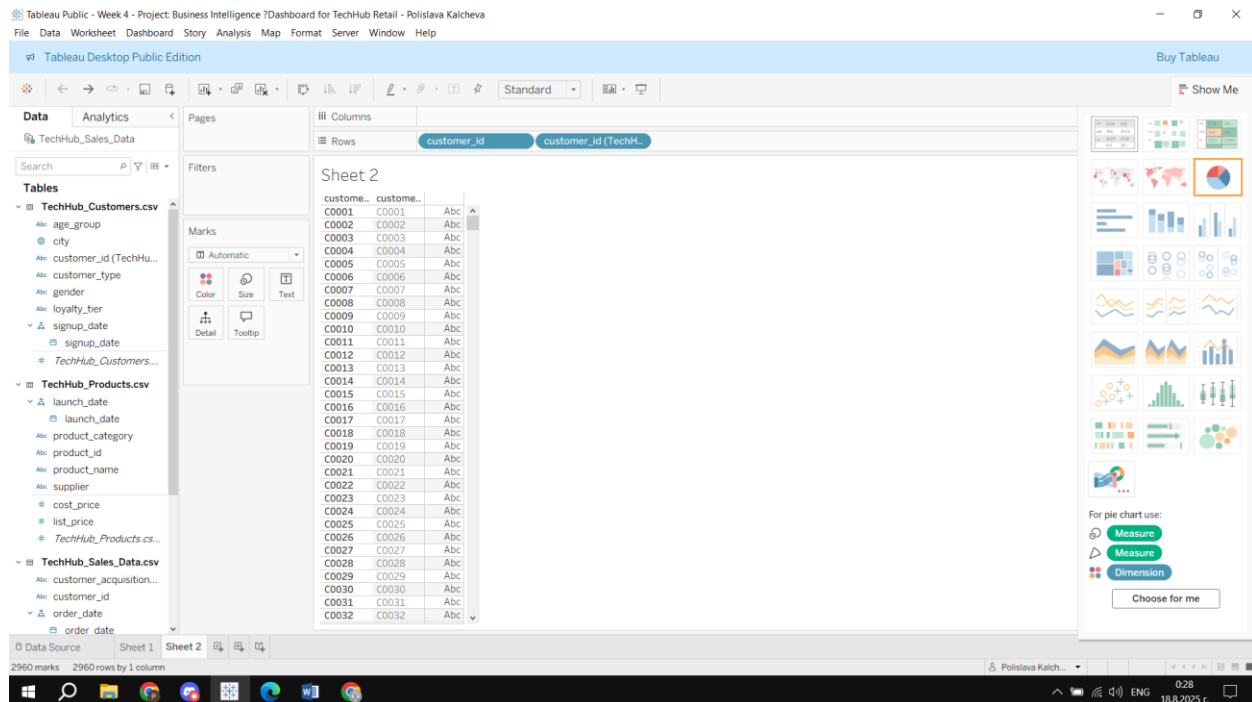 Tableau Public - Week 4 - Project: Business Intelligence ?Dashboard for TechHub Retail - Polislava Kalcheva
File Data Worksheet Dashboard Story Analysis Map Format Server Window Help
Tableau Desktop Public Edition Buy Tableau
Standard Show Me
Data Analytics Pages Columns
TechHub_Sales_Data Rows customer_id customer_id (TechH..
Search Filters
Sheet 2
Tables
custome.. custome..
TechHub_Customers.csv
Abc age_group
city
Abc customer_id (TechHu...
Abc customer_type
Abc gender
Abc loyalty_tier
signup_date
signup_date
# TechHub_Customers....
TechHub_Products.csv
launch_date
launch_date
Abc product_category
Abc product_id
Abc product_name
Abc supplier
# cost_price
# list_price
# TechHub_Products.cs...
TechHub_Sales_Data.csv
Abc customer_acquisition...
Abc customer_id
order_date
order_date
Marks
Automatic
Color Size Text
Detail Tooltip
C0001 C0001 Abc
C0002 C0002 Abc
C0003 C0003 Abc
C0004 C0004 Abc
C0005 C0005 Abc
C0006 C0006 Abc
C0007 C0007 Abc
C0008 C0008 Abc
C0009 C0009 Abc
C0010 C0010 Abc
C0011 C0011 Abc
C0012 C0012 Abc
C0013 C0013 Abc
C0014 C0014 Abc
C0015 C0015 Abc
C0016 C0016 Abc
C0017 C0017 Abc
C0018 C0018 Abc
C0019 C0019 Abc
C0020 C0020 Abc
C0021 C0021 Abc
C0022 C0022 Abc
C0023 C0023 Abc
C0024 C0024 Abc
C0025 C0025 Abc
C0026 C0026 Abc
C0027 C0027 Abc
C0028 C0028 Abc
C0029 C0029 Abc
C0030 C0030 Abc
C0031 C0031 Abc
C0032 C0032 Abc
For pie chart use:
Measure
Measure
Dimension
Choose for me
Data Source Sheet 1 Sheet 2
2960 marks 2960 rows by 1 column Polislava Kalch...
ENG 0:28
18.8.2025 г.